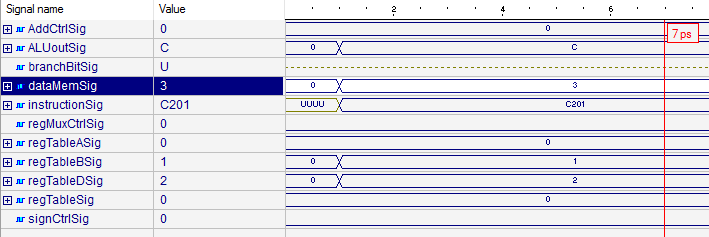 Signal name Value 2 4 6
AddCtrlSig 0 0 7 ps
ALUoutSig C 0 C
branchBitSig U
dataMemSig 3 0 3
instructionSig C201 UUUU C201
regMuxCtrlSig 0
regTableASig 0 0
regTableBSig 1 0 1
regTableDSig 2 0 2
regTableSig 0 0
signCtrlSig 0